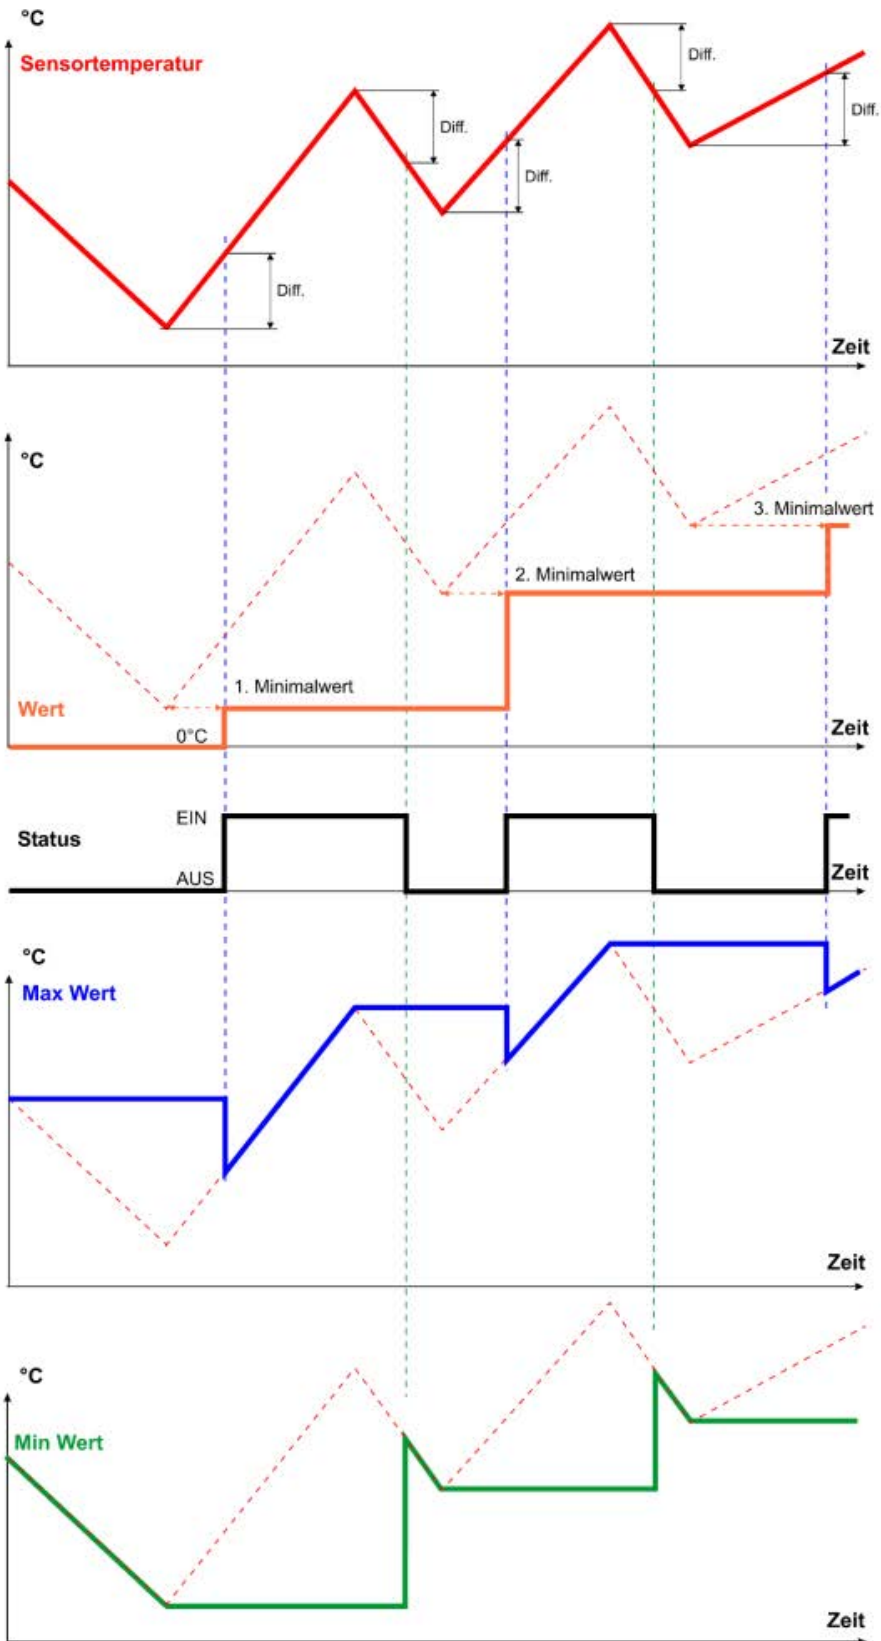 °C
Sensortemperatur
Diff.
Diff.
Diff.
Diff.
Diff.
Zeit
°C
3. Minimalwert
2. Minimalwert
1. Minimalwert
Wert
0°C
Zeit
EIN
Status
AUS
Zeit
°C
Max Wert
Zeit
°C
Min Wert
Zeit